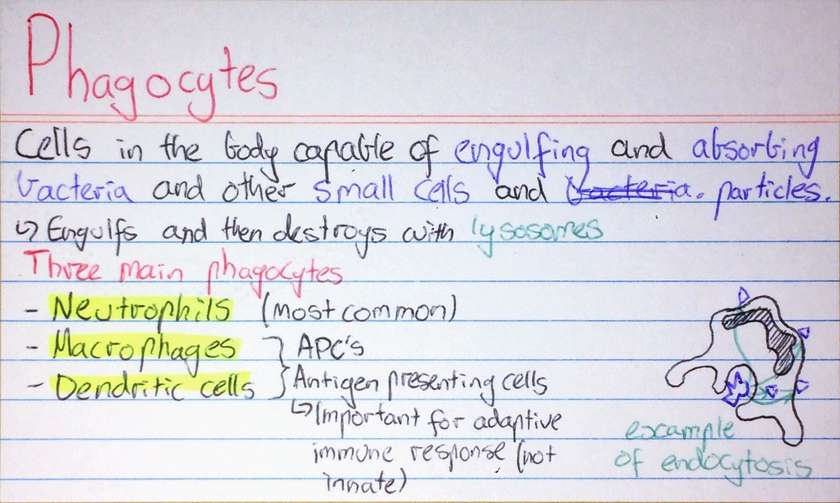 Phagocytes
Cells in the body capable of engulfing and absorbing
bacteria and other small cells and bacteria. particles.
↳ Engulfs and then destroys with lysosomes
Three main phagocytes
- Neutrophils (most common)
- Macrophages } APC's
- Dendritic cells } Antigen presenting cells
↳ Important for adaptive
immune response (not
innate)
example
of endocytosis